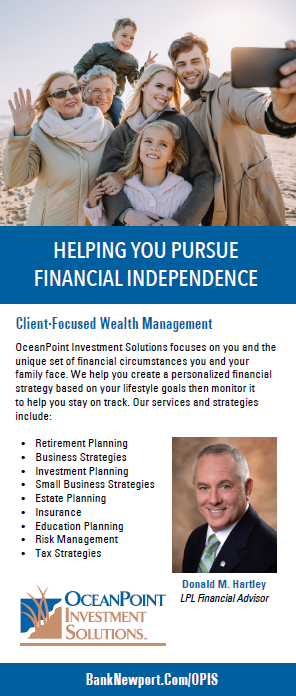 HELPING YOU PURSUE
FINANCIAL INDEPENDENCE
Client-Focused Wealth Management
OceanPoint Investment Solutions focuses on you and the
unique set of financial circumstances you and your
family face. We help you create a personalized financial
strategy based on your lifestyle goals then monitor it
to help you stay on track. Our services and strategies
include:
• Retirement Planning
• Business Strategies
• Investment Planning
• Small Business Strategies
• Estate Planning
• Insurance
• Education Planning
• Risk Management
• Tax Strategies
Donald M. Hartley
LPL Financial Advisor
OCEANPOINT
INVESTMENT
SOLUTIONS
BankNewport.Com/OPIS